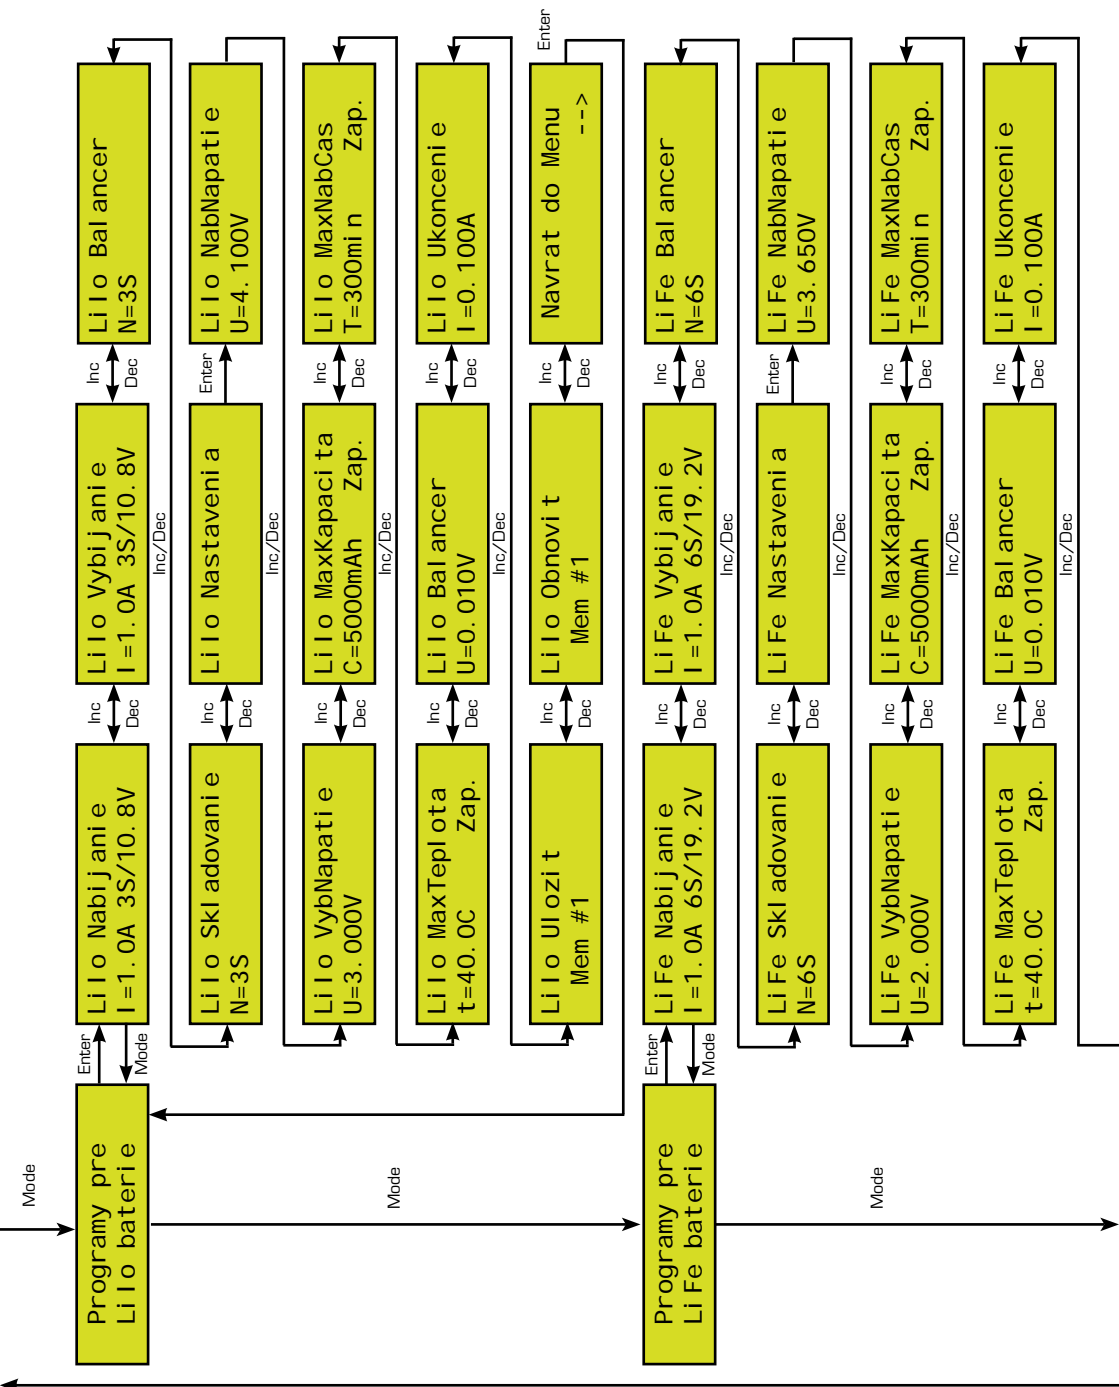 Mode
Programy pre
LiIo baterie
Enter
Mode
LiIo Nabijanie
I=1.0A 3S/10.8V
Inc
Dec
LiIo Vybijanie
I=1.0A 3S/10.8V
Inc
Dec
LiIo Balancer
N=3S
Inc/Dec
LiIo Skladovanie
N=3S
Inc
Dec
LiIo Nastavenia
Enter
LiIo NabNapatie
U=4.100V
Inc/Dec
LiIo VybNapatie
U=3.000V
Inc
Dec
LiIo MaxKapacita
C=5000mAh Zap.
Inc
Dec
LiIo MaxNabCas
T=300min Zap.
Inc/Dec
Mode
LiIo MaxTeplota
t=40.0C Zap.
Inc
Dec
LiIo Balancer
U=0.010V
Inc
Dec
LiIo Ukoncenie
I=0.100A
Inc/Dec
LiIo Ulozit
Mem #1
Inc
Dec
LiIo Obnovit
Mem #1
Inc
Dec
Navrat do Menu
-->
Enter
Programy pre
LiFe baterie
Enter
Mode
LiFe Nabijanie
I=1.0A 6S/19.2V
Inc
Dec
LiFe Vybijanie
I=1.0A 6S/19.2V
Inc
Dec
LiFe Balancer
N=6S
Inc/Dec
LiFe Skladovanie
N=6S
Inc
Dec
LiFe Nastavenia
Enter
LiFe NabNapatie
U=3.650V
Inc/Dec
Mode
LiFe VybNapatie
U=2.000V
Inc
Dec
LiFe MaxKapacita
C=5000mAh Zap.
Inc
Dec
LiFe MaxNabCas
T=300min Zap.
Inc/Dec
LiFe MaxTeplota
t=40.0C Zap.
Inc
Dec
LiFe Balancer
U=0.010V
Inc
Dec
LiFe Ukoncenie
I=0.100A
Inc/Dec